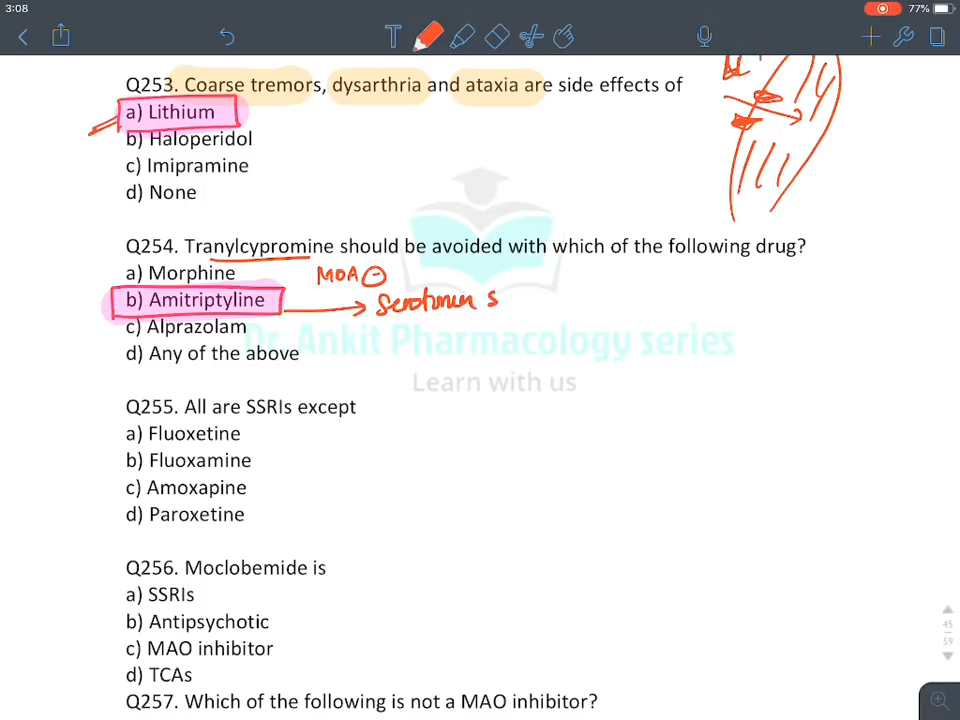 3:08
77%
Q253. Coarse tremors, dysarthria and ataxia are side effects of
a) Lithium
b) Haloperidol
c) Imipramine
d) None
Q254. Tranylcypromine should be avoided with which of the following drug?
a) Morphine
MOA
b) Amitriptyline
Serotonin s
c) Alprazolam
Dr. Ankit Pharmacology series
d) Any of the above
Learn with us
Q255. All are SSRIs except
a) Fluoxetine
b) Fluoxamine
c) Amoxapine
d) Paroxetine
Q256. Moclobemide is
a) SSRIs
b) Antipsychotic
c) MAO inhibitor
d) TCAs
45
59
Q257. Which of the following is not a MAO inhibitor?